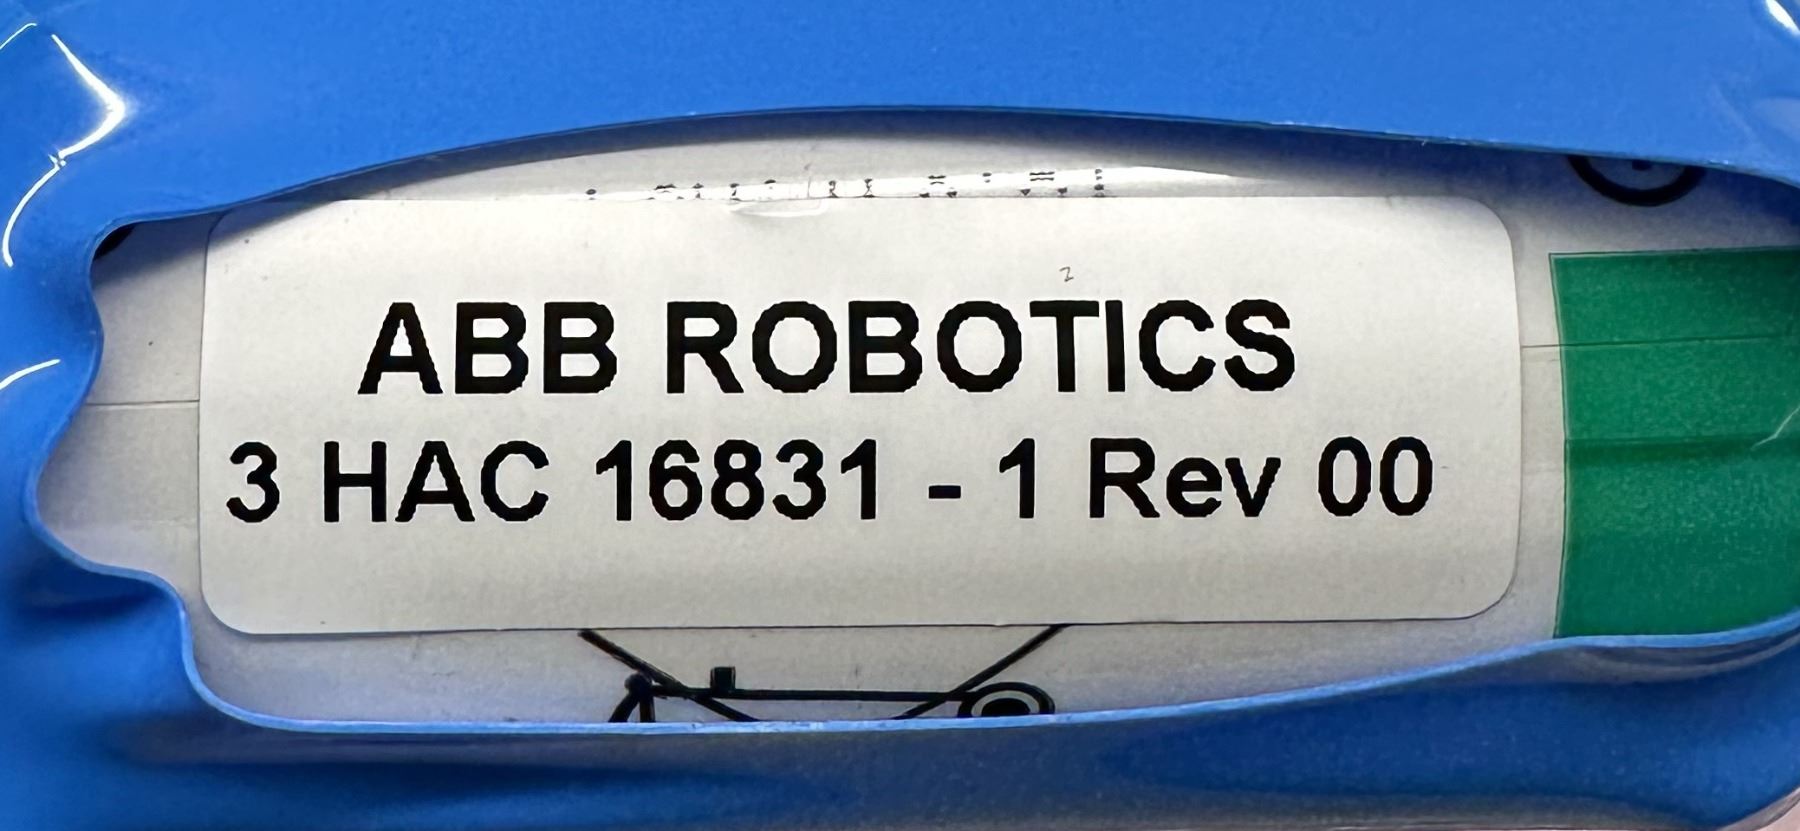 ABB ROBOTICS
3 HAC 16831 - 1 Rev 00